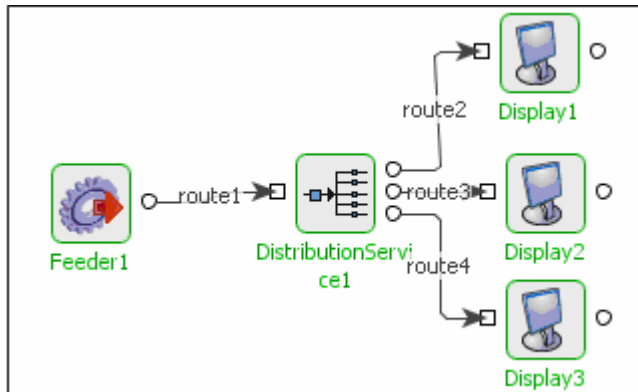 route2
Display1
route1
route3
Feeder1
DistributionServi
ce1
Display2
route4
Display3